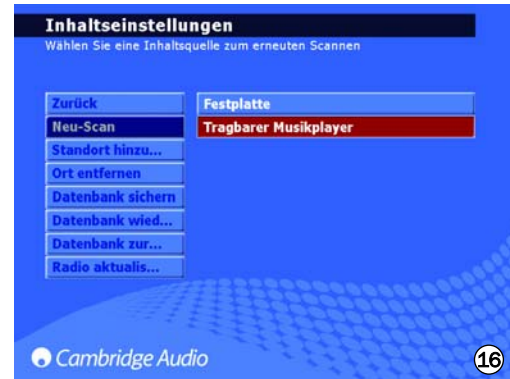 Inhaltseinstellungen
Wählen Sie eine Inhaltsquelle zum erneuten Scannen
Zurück
Neu-Scan
Standort hinzu...
Ort entfernen
Datenbank sichern
Datenbank wied...
Datenbank zur...
Radio aktualis...
Festplatte
Tragbarer Musikplayer
Cambridge Audio
16